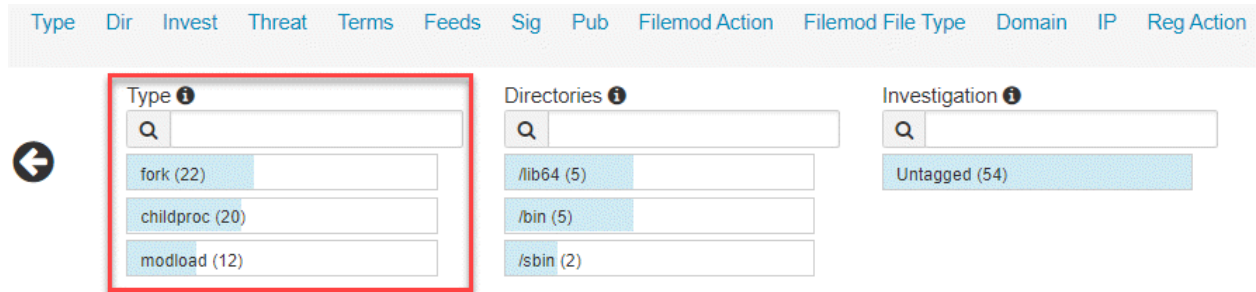 Type Dir Invest Threat Terms Feeds Sig Pub Filemod Action Filemod File Type Domain IP Reg Action
Type
fork (22)
childproc (20)
modload (12)
Directories
/lib64 (5)
/bin (5)
/sbin (2)
Investigation
Untagged (54)